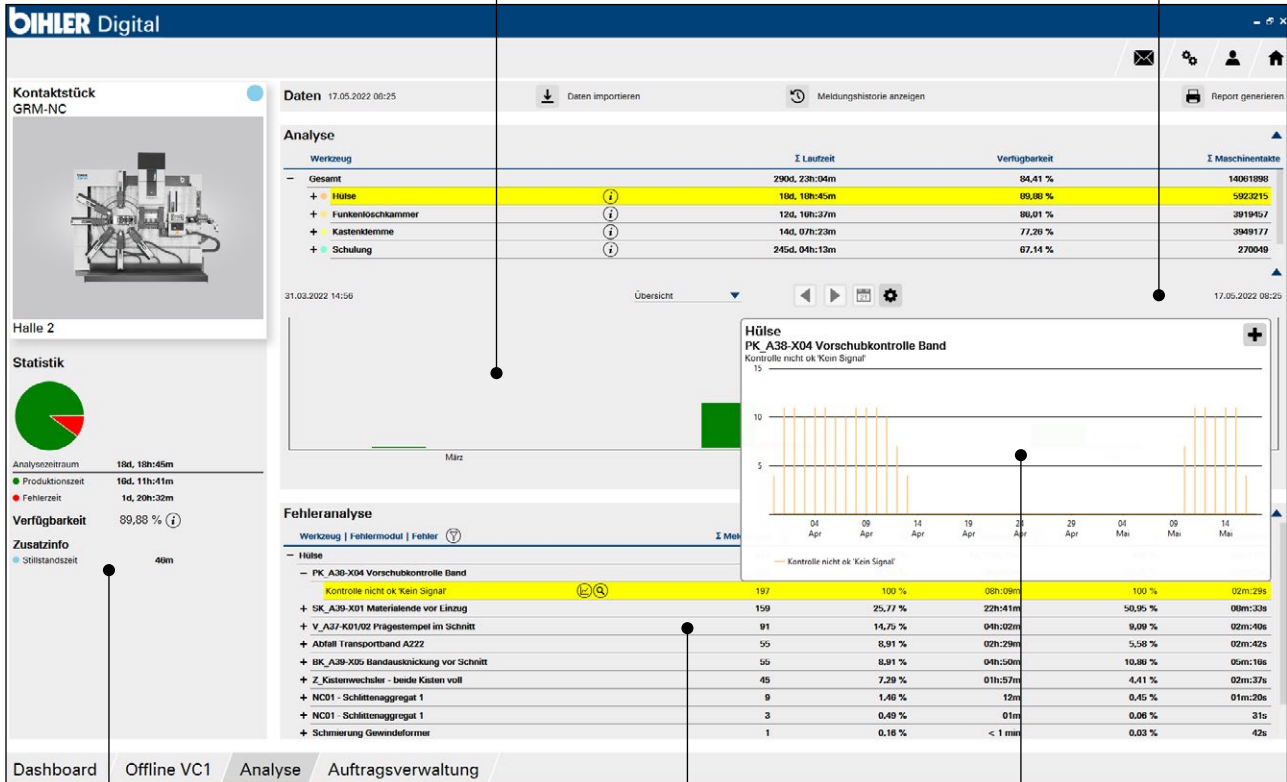 BIHLER Digital
Kontaktstück
GRM-NC
Halle 2
Statistik
Analysezeitraum 18d, 18h:45m
Produktionszeit 16d, 11h:41m
Fehlerzeit 1d, 20h:32m
Verfügbarkeit 89,88 % i
Zusatzinfo
Stillstandszeit 46m
Daten 17.05.2022 08:25 Daten importieren Meldungshistorie anzeigen Report generieren
Analyse
Werkzeug Σ Laufzeit Verfügbarkeit Σ Maschinentakte
− Gesamt 290d, 23h:04m 84,41 % 14061898
+ Hülse i 18d, 18h:45m 89,88 % 5923215
+ Funkenlöschkammer i 12d, 16h:37m 86,01 % 3919457
+ Kastenklemme i 14d, 07h:23m 77,26 % 3949177
+ Schulung i 245d, 04h:13m 67,14 % 270049
31.03.2022 14:56 Übersicht 17.05.2022 08:25
März
Hülse
PK_A38-X04 Vorschubkontrolle Band
Kontrolle nicht ok 'Kein Signal'
15
10
5
04 Apr 09 Apr 14 Apr 19 Apr 24 Apr 29 Apr 04 Mai 09 Mai 14 Mai
Kontrolle nicht ok 'Kein Signal'
Fehleranalyse
Werkzeug | Fehlermodul | Fehler
− Hülse
− PK_A38-X04 Vorschubkontrolle Band
Kontrolle nicht ok 'Kein Signal' 197 100 % 08h:09m 100 % 02m:29s
+ SK_A39-X01 Materialende vor Einzug 159 25,77 % 22h:41m 50,95 % 08m:33s
+ V_A37-K01/02 Prägestempel im Schnitt 91 14,75 % 04h:02m 9,09 % 02m:40s
+ Abfall Transportband A222 55 8,91 % 02h:29m 5,58 % 02m:42s
+ BK_A39-X05 Bandausknickung vor Schnitt 55 8,91 % 04h:50m 10,86 % 05m:16s
+ Z_Kistenwechsler - beide Kisten voll 45 7,29 % 01h:57m 4,41 % 02m:37s
+ NC01 - Schlittenaggregat 1 9 1,46 % 12m 0,45 % 01m:20s
+ NC01 - Schlittenaggregat 1 3 0,49 % 01m 0,06 % 31s
+ Schmierung Gewindeformer 1 0,16 % < 1 min 0,03 % 42s
Dashboard Offline VC1 Analyse Auftragsverwaltung